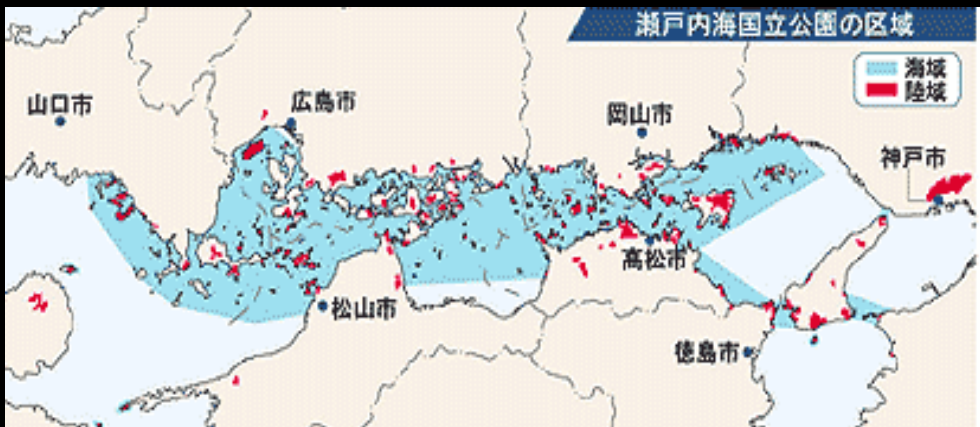 瀬戸内海国立公園の区域
海域
陸域
山口市
広島市
岡山市
神戸市
高松市
松山市
徳島市